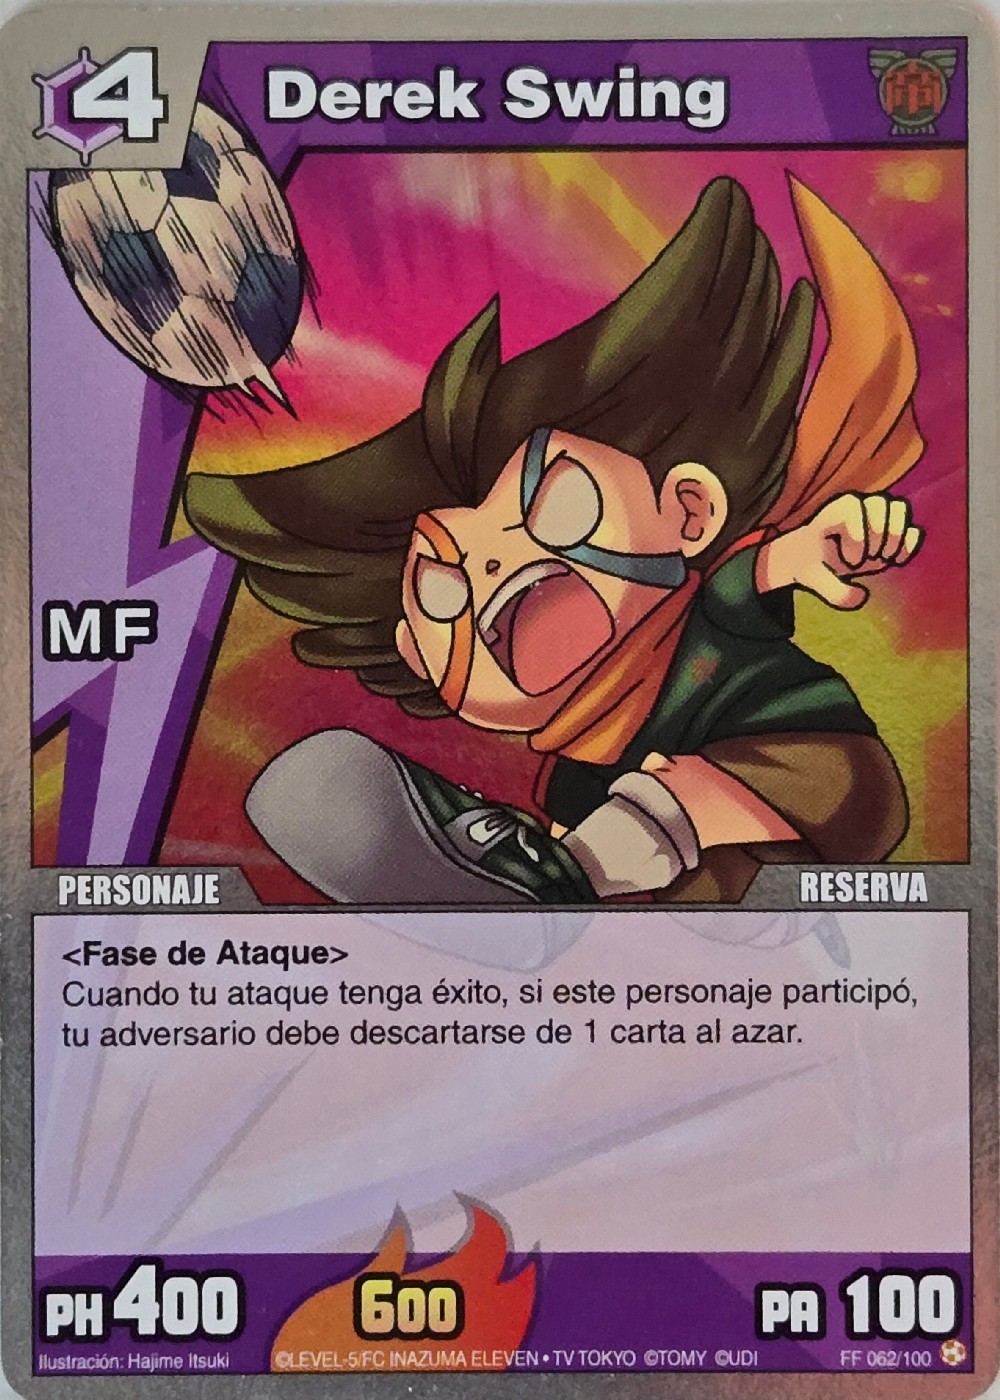 4
Derek Swing
MF
PERSONAJE
RESERVA
<Fase de Ataque>
Cuando tu ataque tenga éxito, si este personaje participó,
tu adversario debe descartarse de 1 carta al azar.
PH 400
600
PA 100
Ilustración: Hajime Itsuki
©LEVEL-5/FC INAZUMA ELEVEN • TV TOKYO ©TOMY ©UDI
FF 062/100